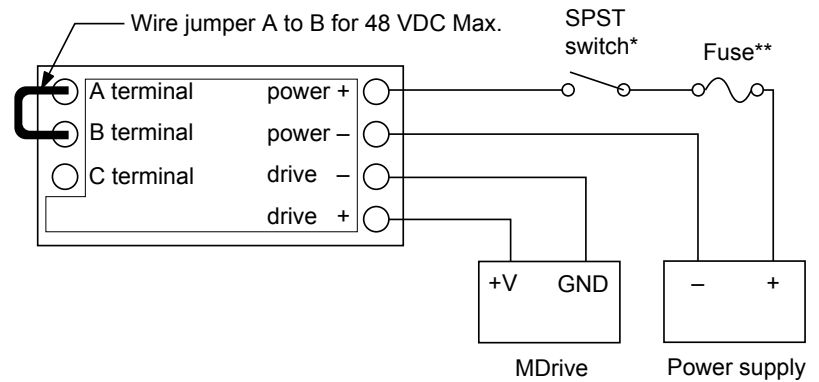 Wire jumper A to B for 48 VDC Max.
SPST
switch*
Fuse**
A terminal power +
B terminal power –
C terminal drive –
drive +
+V GND
– +
MDrive
Power supply